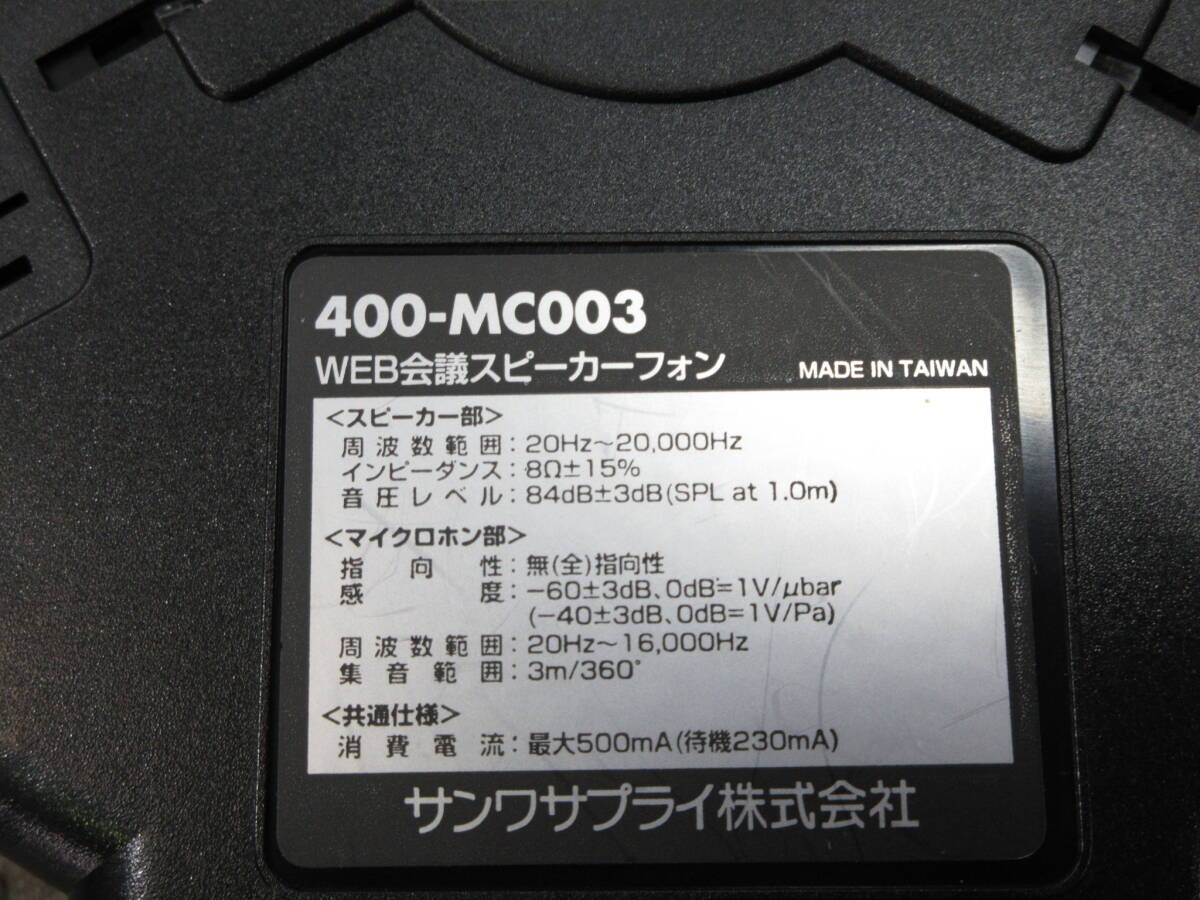 400-MC003
WEB会議スピーカーフォン MADE IN TAIWAN
<スピーカー部>
周波数範囲：20Hz～20,000Hz
インピーダンス：8Ω±15%
音圧レベル：84dB±3dB(SPL at 1.0m)
<マイクロホン部>
指向性：無(全)指向性
感度：-60±3dB、0dB=1V/μbar
(-40±3dB、0dB=1V/Pa)
周波数範囲：20Hz～16,000Hz
集音範囲：3m/360°
<共通仕様>
消費電流：最大500mA(待機230mA)
サンワサプライ株式会社